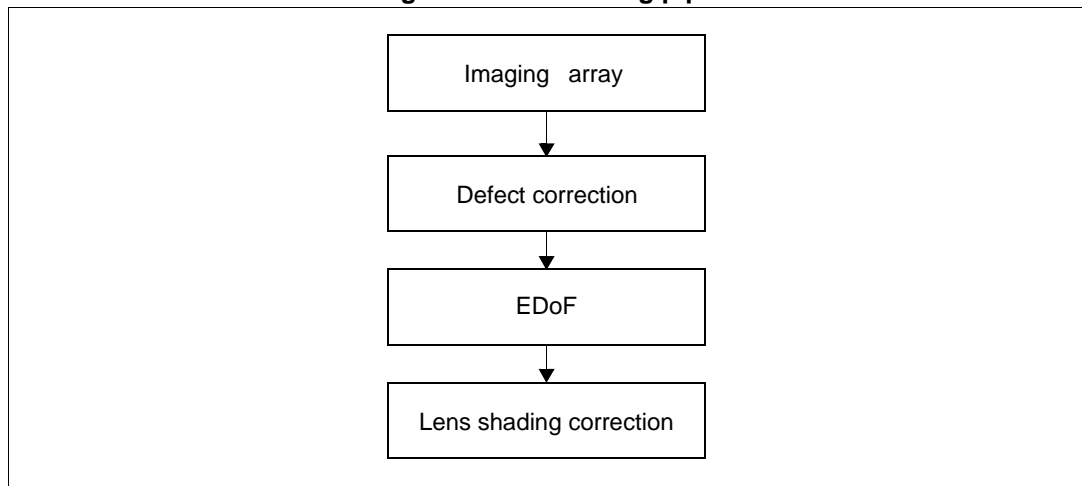 Imaging array
Defect correction
EDoF
Lens shading correction